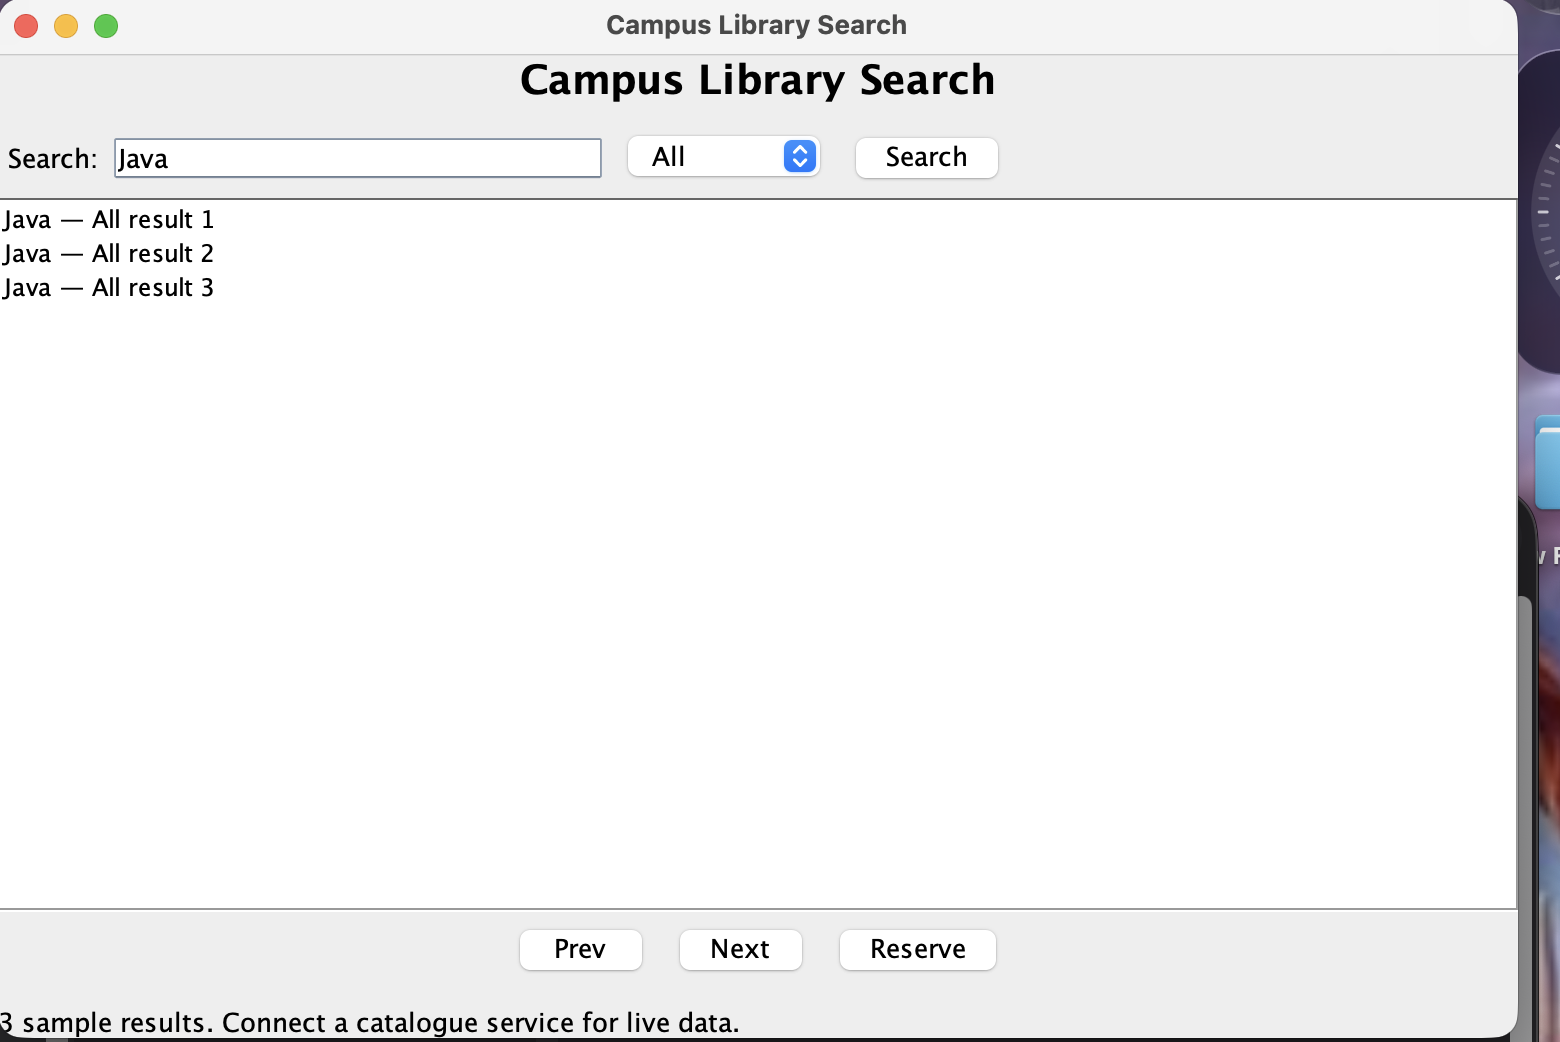 Campus Library Search
Campus Library Search
Search: Java All Search
Java — All result 1
Java — All result 2
Java — All result 3
Prev Next Reserve
3 sample results. Connect a catalogue service for live data.